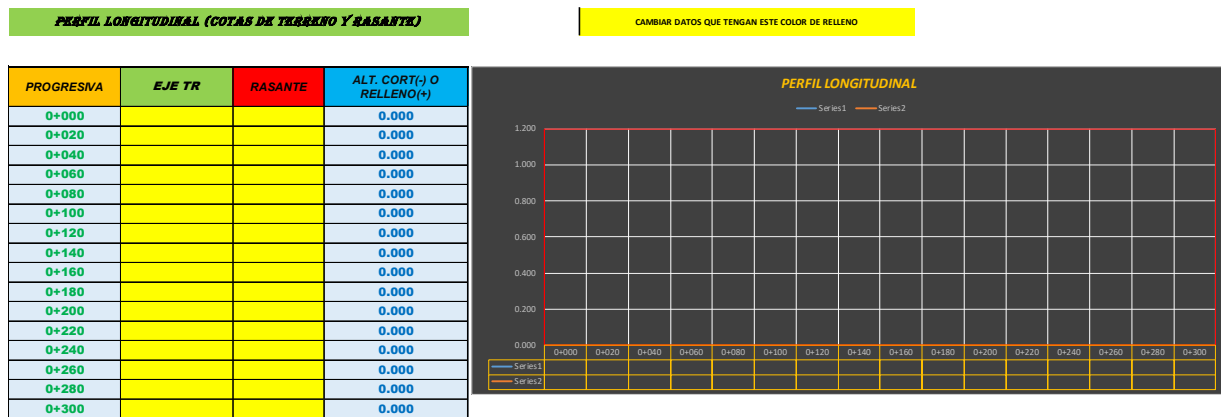 PERFIL LONGITUDINAL (COTAS DE TERRENO Y RASANTE)
CAMBIAR DATOS QUE TENGAN ESTE COLOR DE RELLENO
PROGRESIVA EJE TR RASANTE ALT. CORT(-) O RELLENO(+)
0+000 0.000
0+020 0.000
0+040 0.000
0+060 0.000
0+080 0.000
0+100 0.000
0+120 0.000
0+140 0.000
0+160 0.000
0+180 0.000
0+200 0.000
0+220 0.000
0+240 0.000
0+260 0.000
0+280 0.000
0+300 0.000
PERFIL LONGITUDINAL
Series1 Series2
1.200
1.000
0.800
0.600
0.400
0.200
0.000
0+000 0+020 0+040 0+060 0+080 0+100 0+120 0+140 0+160 0+180 0+200 0+220 0+240 0+260 0+280 0+300
Series1
Series2